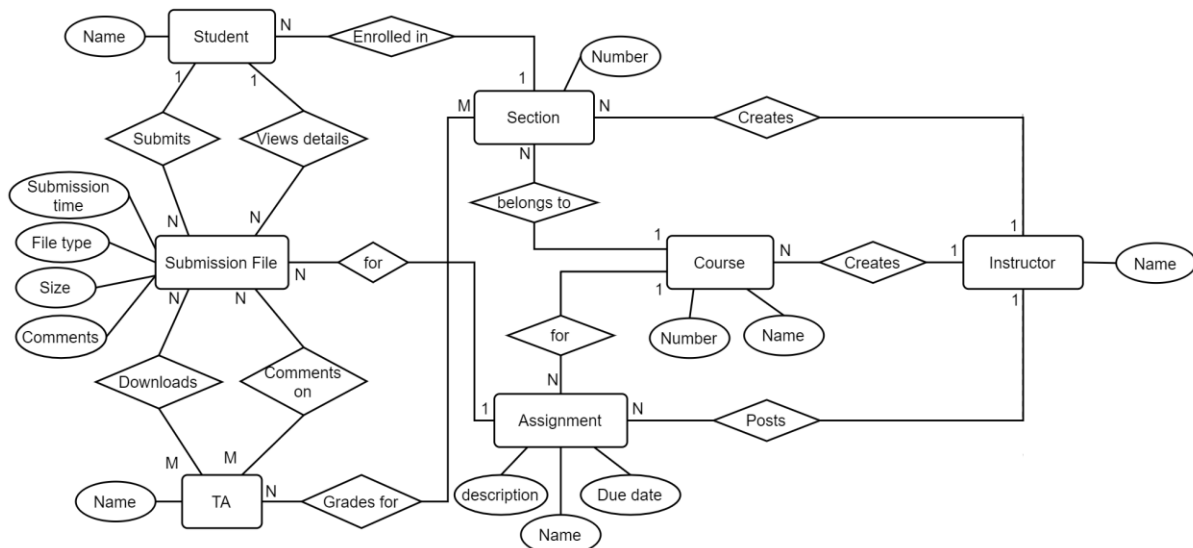 Name
Student
N
Enrolled in
1
1
Number
M
Section
N
Creates
Submits
Views details
N
belongs to
Submission
time
N
N
1
1
File type
Submission File
N
for
Course
N
Creates
1
Instructor
Name
Size
N
N
1
1
Comments
Number
Name
for
Downloads
Comments
on
N
1
Assignment
N
Posts
M
M
Name
TA
N
Grades for
description
Due date
Name
1